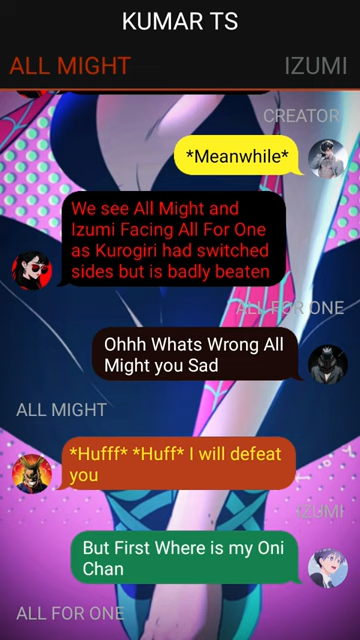 KUMAR TS
ALL MIGHT IZUMI
CREATOR
*Meanwhile*
We see All Might and
Izumi Facing All For One
as Kurogiri had switched
sides but is badly beaten
ALL FOR ONE
Ohhh Whats Wrong All
Might you Sad
ALL MIGHT
*Hufff* *Huff* I will defeat
you
IZUMI
But First Where is my Oni
Chan
ALL FOR ONE